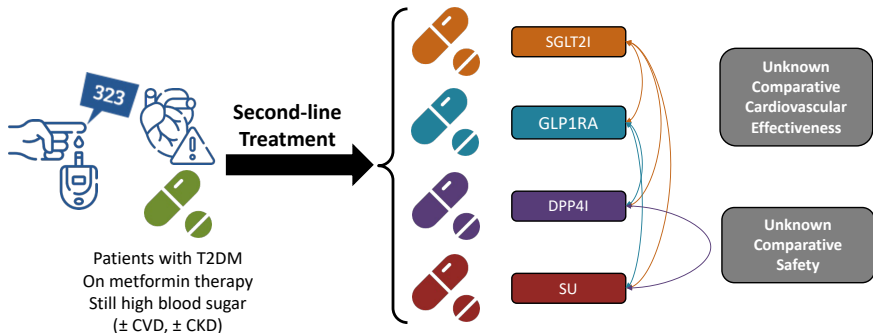 323
Patients with T2DM
On metformin therapy
Still high blood sugar
(± CVD, ± CKD)
Second-line
Treatment
SGLT2I
GLP1RA
DPP4I
SU
Unknown
Comparative
Cardiovascular
Effectiveness
Unknown
Comparative
Safety